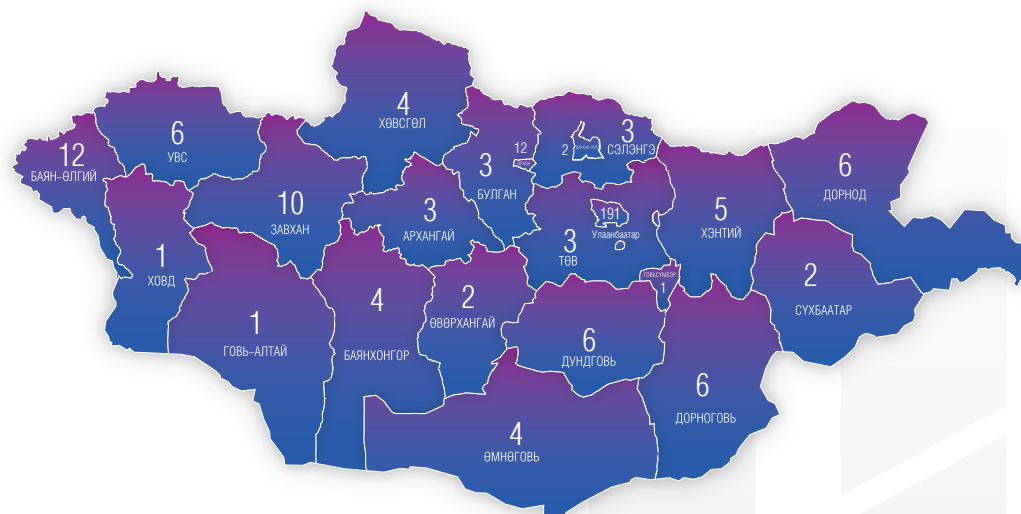 4
ХӨВСГӨЛ
6
УВС
12
БАЯН-ӨЛГИЙ
10
ЗАВХАН
1
ХОВД
1
ГОВЬ-АЛТАЙ
4
БАЯНХОНГОР
3
АРХАНГАЙ
2
ӨВӨРХАНГАЙ
3
БУЛГАН
12
ОРХОН
2
3
СЭЛЭНГЭ
3
ТӨВ
191
Улаанбаатар
ГОВЬСҮМБЭР
1
5
ХЭНТИЙ
6
ДОРНОД
2
СҮХБААТАР
6
ДУНДГОВЬ
6
ДОРНОГОВЬ
4
ӨМНӨГОВЬ